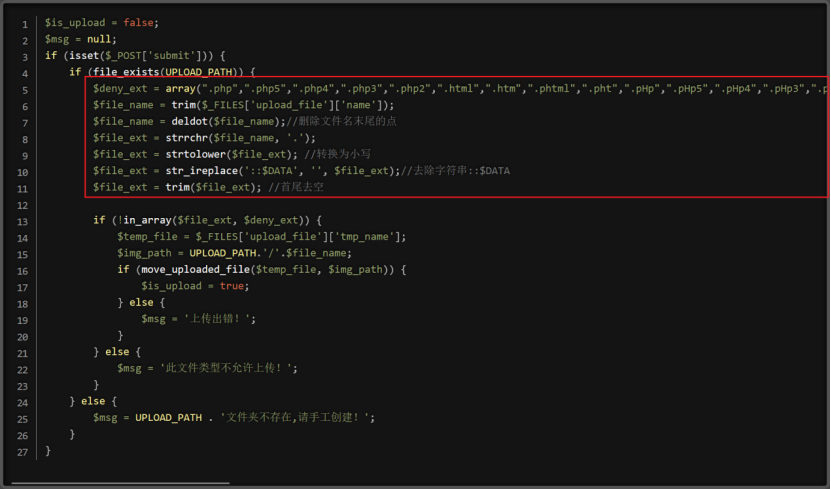 1 $is_upload = false;
2 $msg = null;
3 if (isset($_POST['submit'])) {
4 if (file_exists(UPLOAD_PATH)) {
5 $deny_ext = array(".php",".php5",".php4",".php3",".php2",".html",".htm",".phtml",".pht",".pHp",".pHp5",".pHp4",".pHp3",".p
6 $file_name = trim($_FILES['upload_file']['name']);
7 $file_name = deldot($file_name);//删除文件名末尾的点
8 $file_ext = strrchr($file_name, '.');
9 $file_ext = strtolower($file_ext); //转换为小写
10 $file_ext = str_ireplace('::$DATA', '', $file_ext);//去除字符串::$DATA
11 $file_ext = trim($file_ext); //首尾去空
12
13 if (!in_array($file_ext, $deny_ext)) {
14 $temp_file = $_FILES['upload_file']['tmp_name'];
15 $img_path = UPLOAD_PATH.'/'.$file_name;
16 if (move_uploaded_file($temp_file, $img_path)) {
17 $is_upload = true;
18 } else {
19 $msg = '上传出错！';
20 }
21 } else {
22 $msg = '此文件类型不允许上传！';
23 }
24 } else {
25 $msg = UPLOAD_PATH . '文件夹不存在,请手工创建！';
26 }
27 }